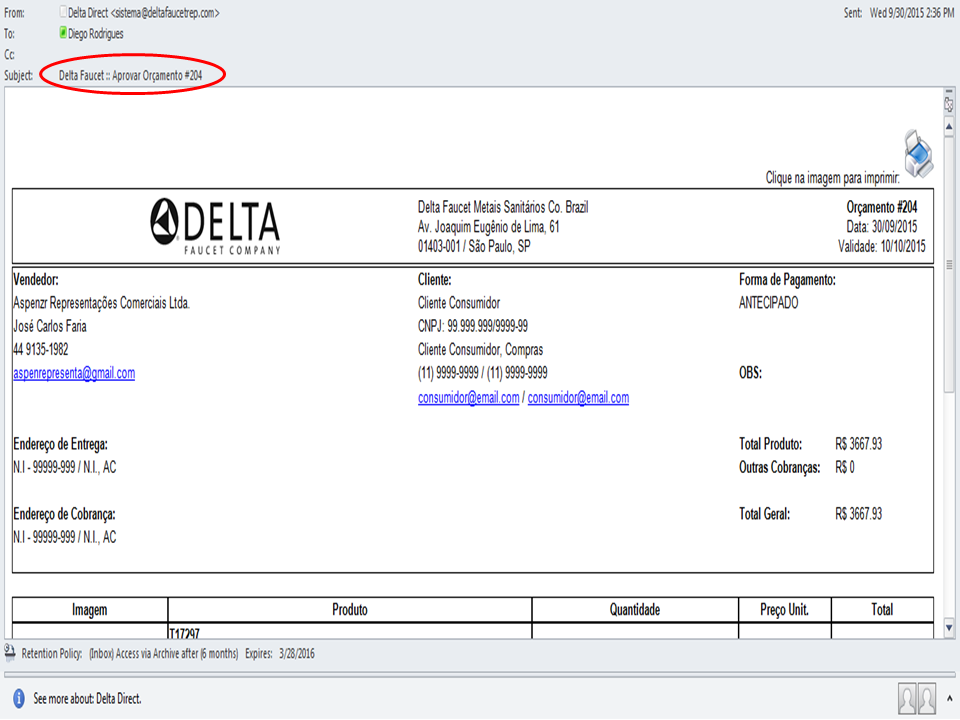 From: Delta Direct <sistema@deltafaucetrep.com> Sent: Wed 9/30/2015 2:36 PM
To: Diego Rodrigues
Cc:
Subject: Delta Faucet :: Aprovar Orçamento #204
Clique na imagem para imprimir:
DELTA
FAUCET COMPANY
Delta Faucet Metais Sanitários Co. Brazil
Av. Joaquim Eugênio de Lima, 61
01403-001 / São Paulo, SP
Orçamento #204
Data: 30/09/2015
Validade: 10/10/2015
Vendedor:
Aspenzr Representações Comerciais Ltda.
José Carlos Faria
44 9135-1982
aspenrepresenta@gmail.com
Cliente:
Cliente Consumidor
CNPJ: 99.999.999/9999-99
Cliente Consumidor, Compras
(11) 9999-9999 / (11) 9999-9999
consumidor@email.com / consumidor@email.com
Forma de Pagamento:
ANTECIPADO
OBS:
Endereço de Entrega:
N.I - 99999-999 / N.I., AC
Endereço de Cobrança:
N.I - 99999-999 / N.I., AC
Total Produto: R$ 3667.93
Outras Cobranças: R$ 0
Total Geral: R$ 3667.93
Imagem Produto Quantidade Preço Unit. Total
T17297
Retention Policy: (Inbox) Access via Archive after (6 months) Expires: 3/28/2016
See more about: Delta Direct.